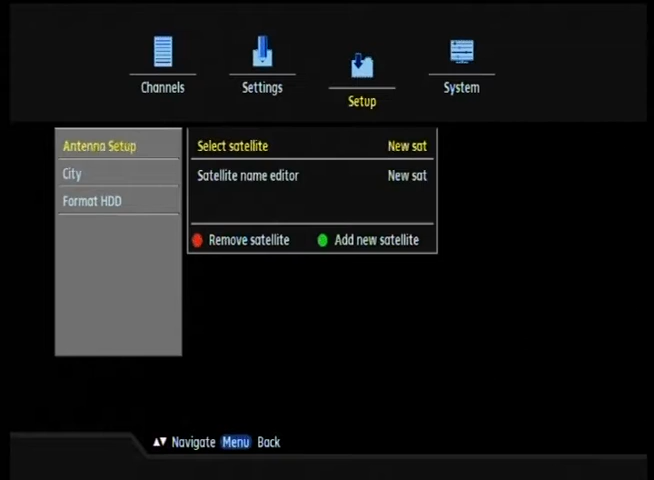 Channels
Settings
Setup
System
Antenna Setup
City
Format HDD
Select satellite New sat
Satellite name editor New sat
Remove satellite Add new satellite
▲▼ Navigate Menu Back